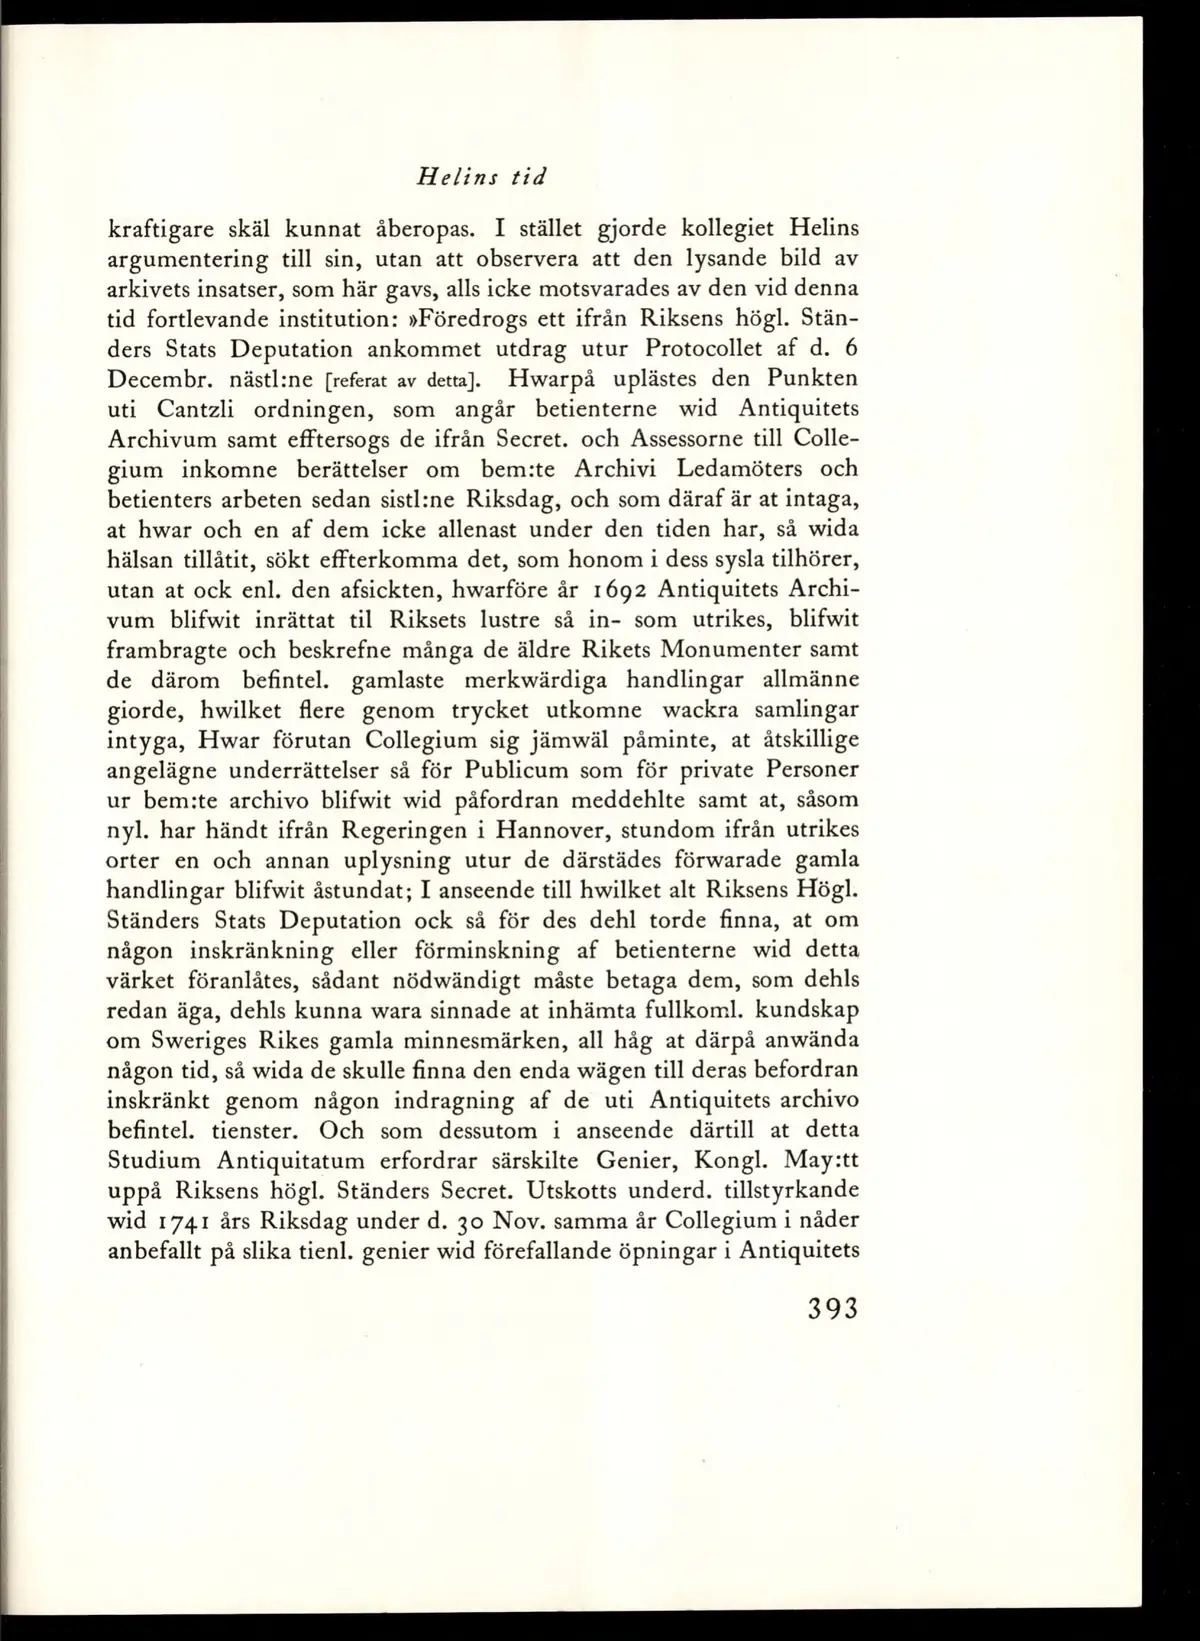 Helins tid
kraftigare skäl kunnat åberopas. I stället gjorde kollegiet Helins
argumentering till sin, utan att observera att den lysande bild av
arkivets insatser, som här gavs, alls icke motsvarades av den vid denna
tid fortlevande institution: »Föredrogs ett ifrån Riksens högl. Stän-
ders Stats Deputation ankommet utdrag utur Protocollet af d. 6
Decembr. nästl:ne [referat av detta]. Hwarpå uplästes den Punkten
uti Cantzli ordningen, som angår betienterne wid Antiquitets
Archivum samt efftersogs de ifrån Secret. och Assessorne till Colle-
gium inkomne berättelser om bem:te Archivi Ledamöters och
betienters arbeten sedan sistl:ne Riksdag, och som däraf är at intaga,
at hwar och en af dem icke allenast under den tiden har, så wida
hälsan tillåtit, sökt effterkomma det, som honom i dess sysla tilhörer,
utan at ock enl. den afsickten, hwarföre år 1692 Antiquitets Archi-
vum blifwit inrättat til Riksets lustre så in- som utrikes, blifwit
frambragte och beskrefne många de äldre Rikets Monumenter samt
de därom befintel. gamlaste merkwärdiga handlingar allmänne
giorde, hwilket flere genom trycket utkomne wackra samlingar
intyga, Hwar förutan Collegium sig jämwäl påminte, at åtskillige
angelägne underrättelser så för Publicum som för private Personer
ur bem:te archivo blifwit wid påfordran meddehlte samt at, såsom
nyl. har händt ifrån Regeringen i Hannover, stundom ifrån utrikes
orter en och annan uplysning utur de därstädes förwarade gamla
handlingar blifwit åstundat; I anseende till hwilket alt Riksens Högl.
Ständers Stats Deputation ock så för des dehl torde finna, at om
någon inskränkning eller förminskning af betienterne wid detta
värket föranlåtes, sådant nödwändigt måste betaga dem, som dehls
redan äga, dehls kunna wara sinnade at inhämta fullkoml. kundskap
om Sweriges Rikes gamla minnesmärken, all håg at därpå anwända
någon tid, så wida de skulle finna den enda wägen till deras befordran
inskränkt genom någon indragning af de uti Antiquitets archivo
befintel. tienster. Och som dessutom i anseende därtill at detta
Studium Antiquitatum erfordrar särskilte Genier, Kongl. May:tt
uppå Riksens högl. Ständers Secret. Utskotts underd. tillstyrkande
wid 1741 års Riksdag under d. 30 Nov. samma år Collegium i nåder
anbefallt på slika tienl. genier wid förefallande öpningar i Antiquitets
393